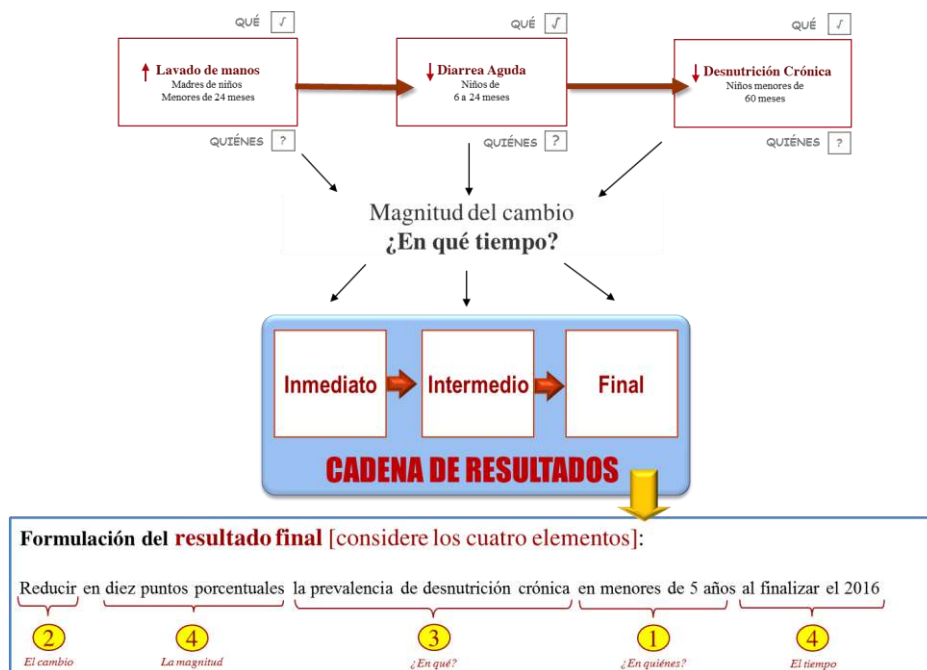 QUÉ √
QUÉ √
QUÉ √
Lavado de manos
Madres de niños
Menores de 24 meses
Diarrea Aguda
Niños de
6 a 24 meses
Desnutrición Crónica
Niños menores de
60 meses
QUIÉNES ?
QUIÉNES ?
QUIÉNES ?
Magnitud del cambio
¿En qué tiempo?
Inmediato
Intermedio
Final
CADENA DE RESULTADOS
Formulación del resultado final [considere los cuatro elementos]:
Reducir en diez puntos porcentuales la prevalencia de desnutrición crónica en menores de 5 años al finalizar el 2016
2 4 3 1 4
El cambio La magnitud ¿En qué? ¿En quiénes? El tiempo